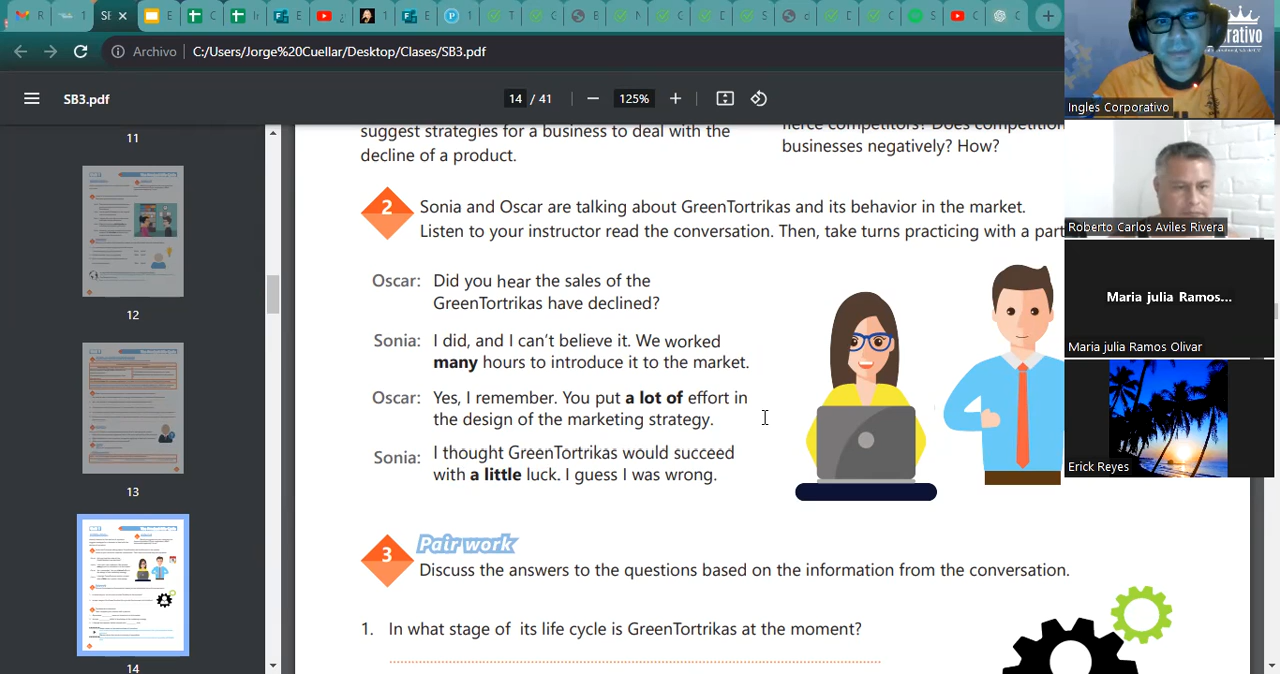 SB
Archivo
C:/Users/Jorge%20Cuellar/Desktop/Clases/SB3.pdf
SB3.pdf
14 / 41
125%
11
12
13
14
suggest strategies for a business to deal with the
decline of a product.
fierce competitors? Does competition
businesses negatively? How?
2
Sonia and Oscar are talking about GreenTortrikas and its behavior in the market.
Listen to your instructor read the conversation. Then, take turns practicing with a part
Oscar: Did you hear the sales of the
GreenTortrikas have declined?
Sonia: I did, and I can't believe it. We worked
many hours to introduce it to the market.
Oscar: Yes, I remember. You put a lot of effort in
the design of the marketing strategy.
Sonia: I thought GreenTortrikas would succeed
with a little luck. I guess I was wrong.
3
Pair work
Discuss the answers to the questions based on the information from the conversation.
1. In what stage of its life cycle is GreenTortrikas at the moment?
Ingles Corporativo
Roberto Carlos Aviles Rivera
Maria julia Ramos...
Maria julia Ramos Olivar
Erick Reyes